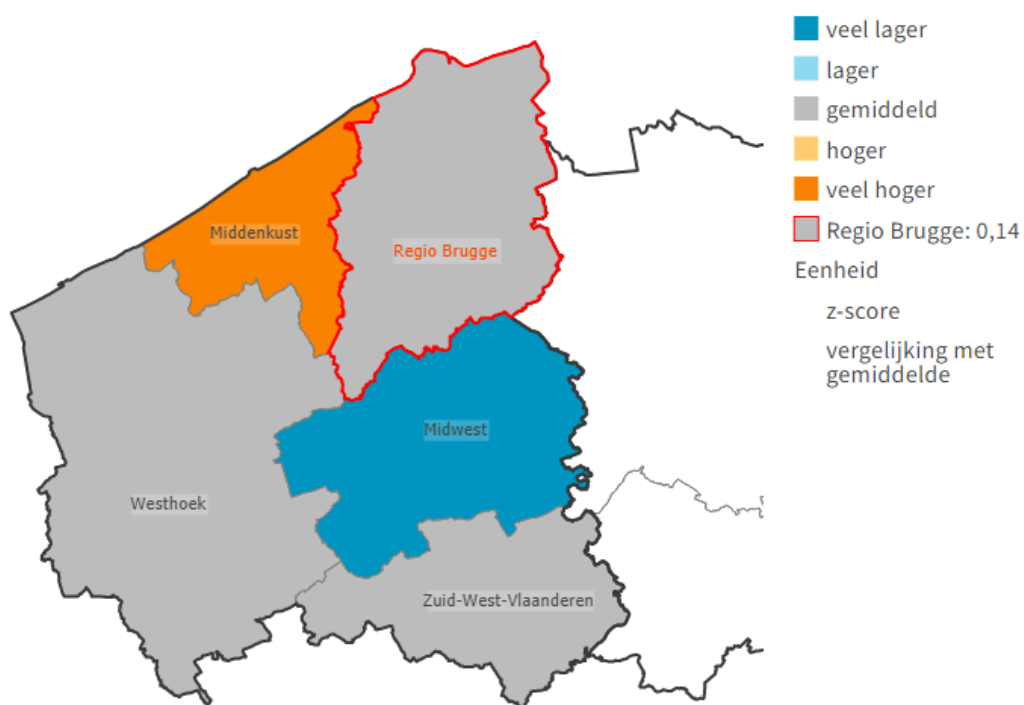 veel lager
lager
gemiddeld
hoger
veel hoger
Regio Brugge: 0,14
Eenheid
z-score
vergelijking met
gemiddelde
Middenkust
Regio Brugge
Midwest
Westhoek
Zuid-West-Vlaanderen